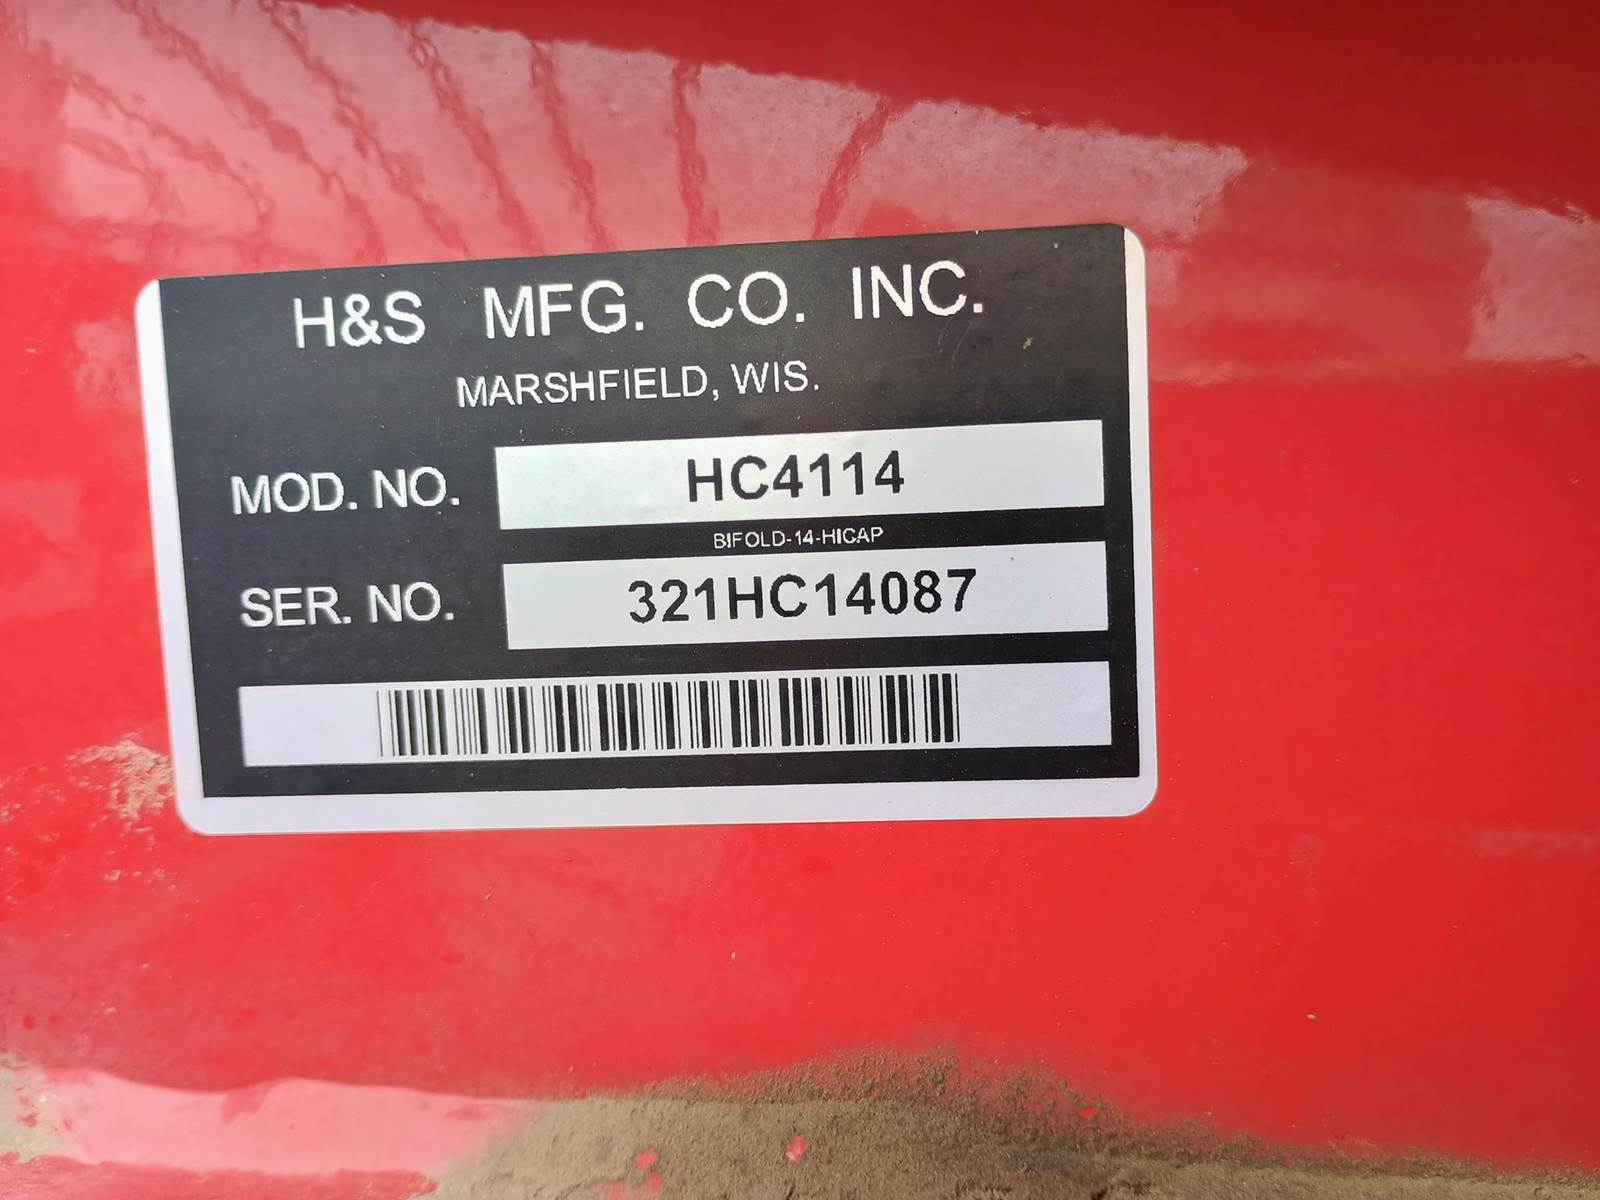 H&S MFG. CO. INC.
MARSHFIELD, WIS.
MOD. NO. HC4114
BIFOLD-14-HICAP
SER. NO. 321HC14087